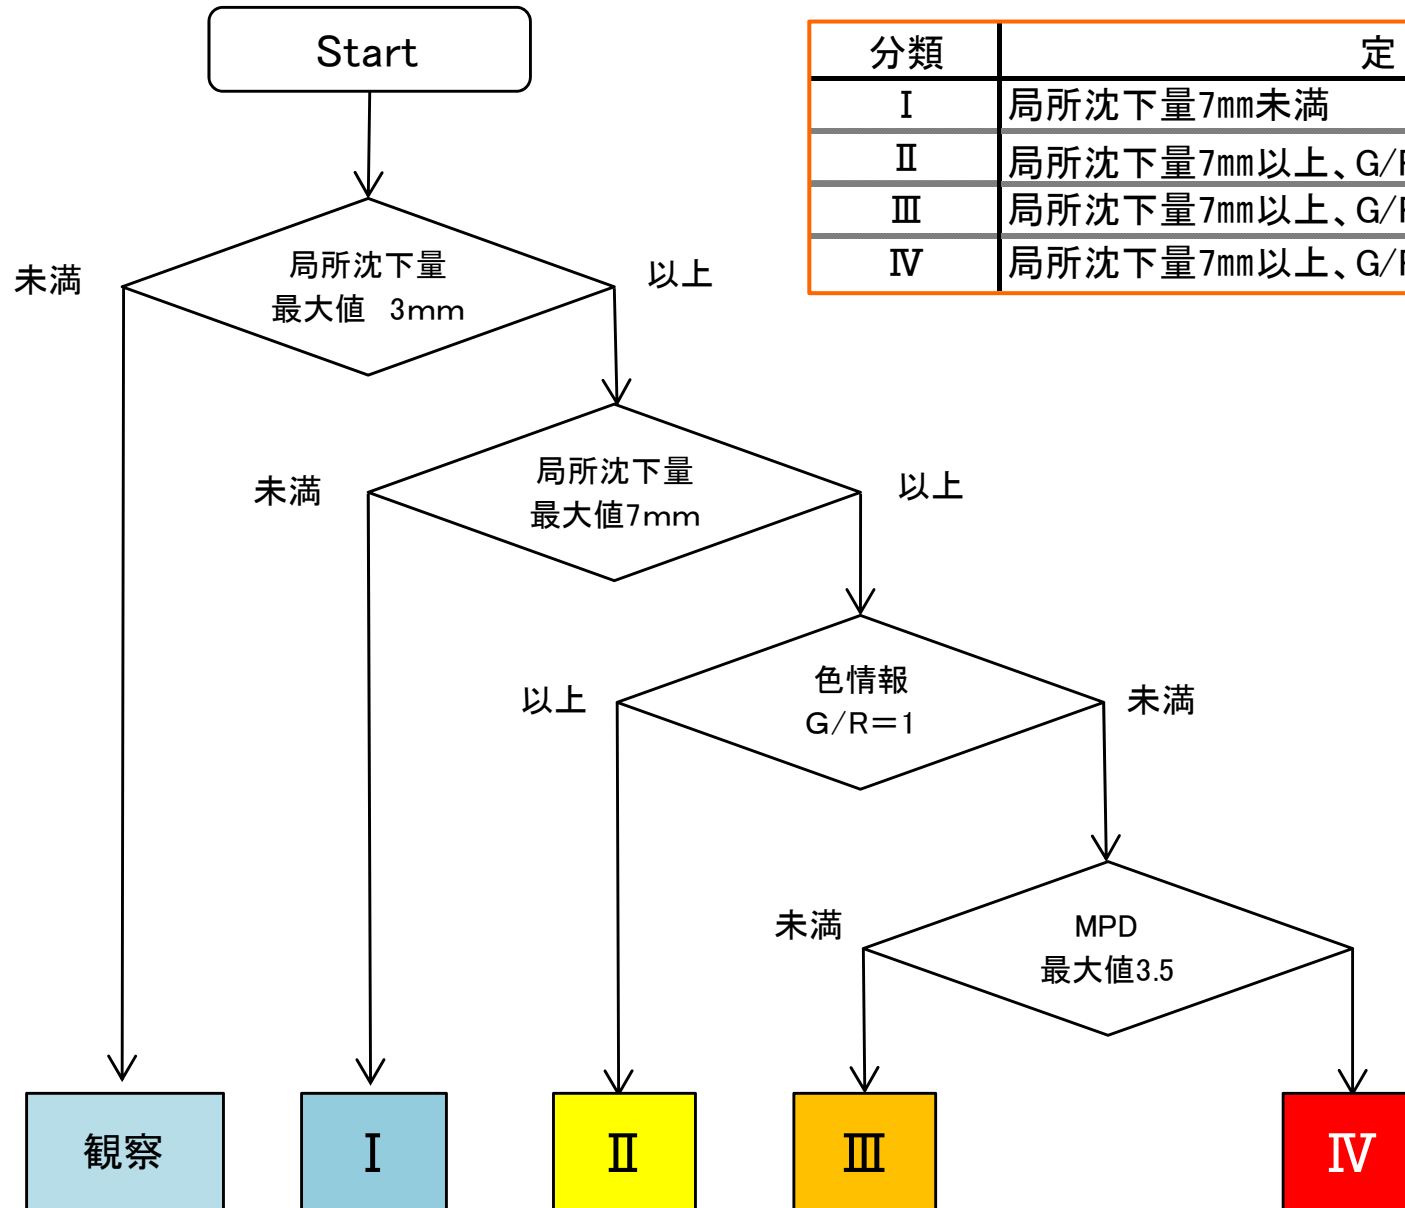 Start
分類 定
Ⅰ 局所沈下量7㎜未満
Ⅱ 局所沈下量7㎜以上、G/
Ⅲ 局所沈下量7㎜以上、G/
Ⅳ 局所沈下量7㎜以上、G/
局所沈下量
最大値 3mm
未満
以上
局所沈下量
最大値7mm
未満
以上
色情報
G/R＝1
以上
未満
MPD
最大値3.5
未満
観察
Ⅰ
Ⅱ
Ⅲ
Ⅳ